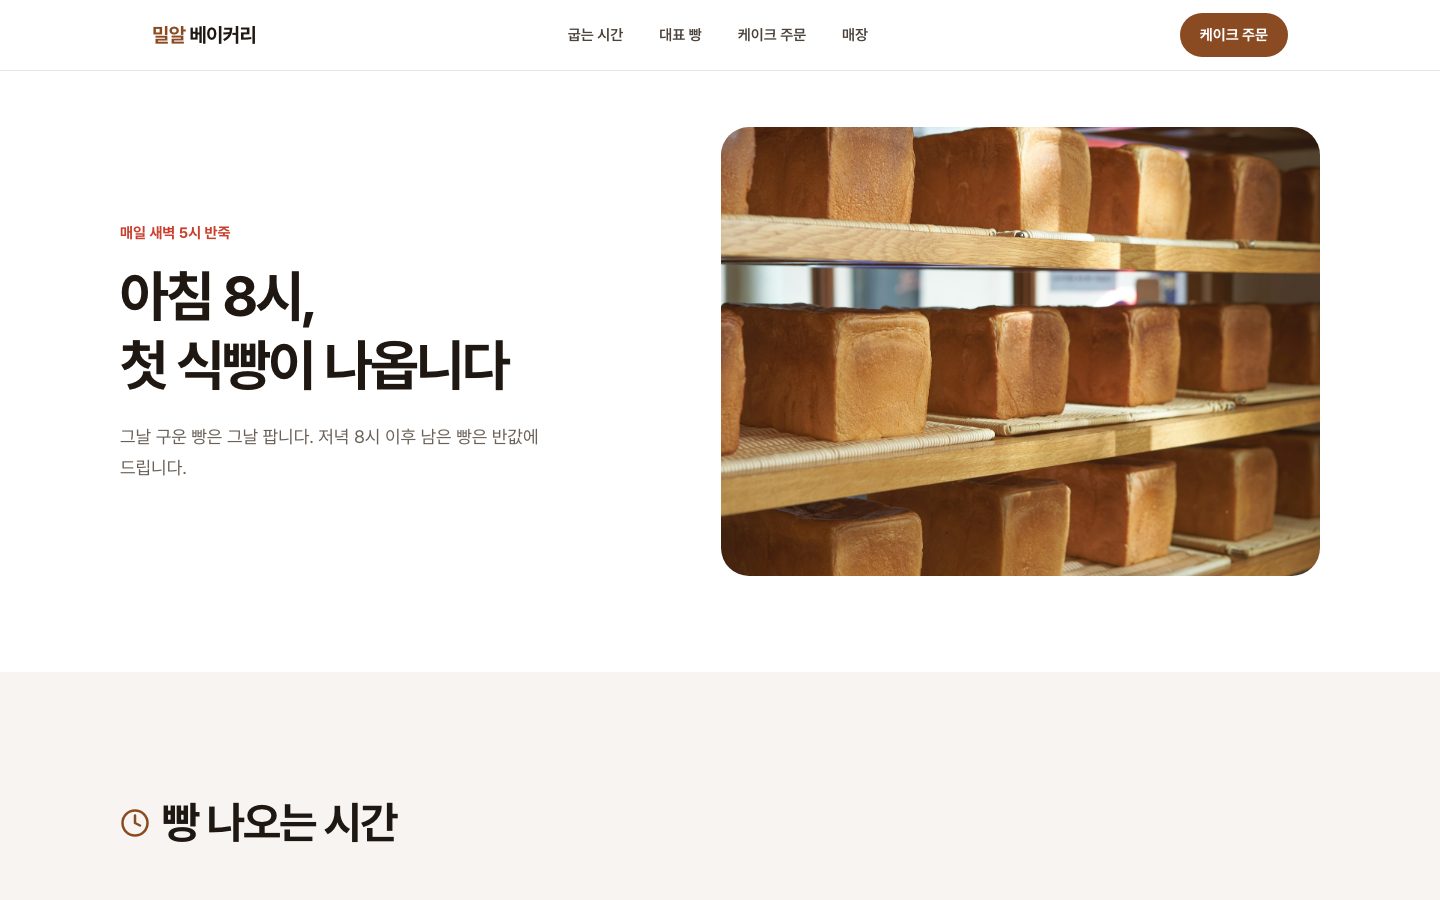 밀알 베이커리
굽는 시간
대표 빵
케이크 주문
매장
케이크 주문
매일 새벽 5시 반죽
아침 8시,
첫 식빵이 나옵니다
그날 구운 빵은 그날 팝니다. 저녁 8시 이후 남은 빵은 반값에
드립니다.
빵 나오는 시간